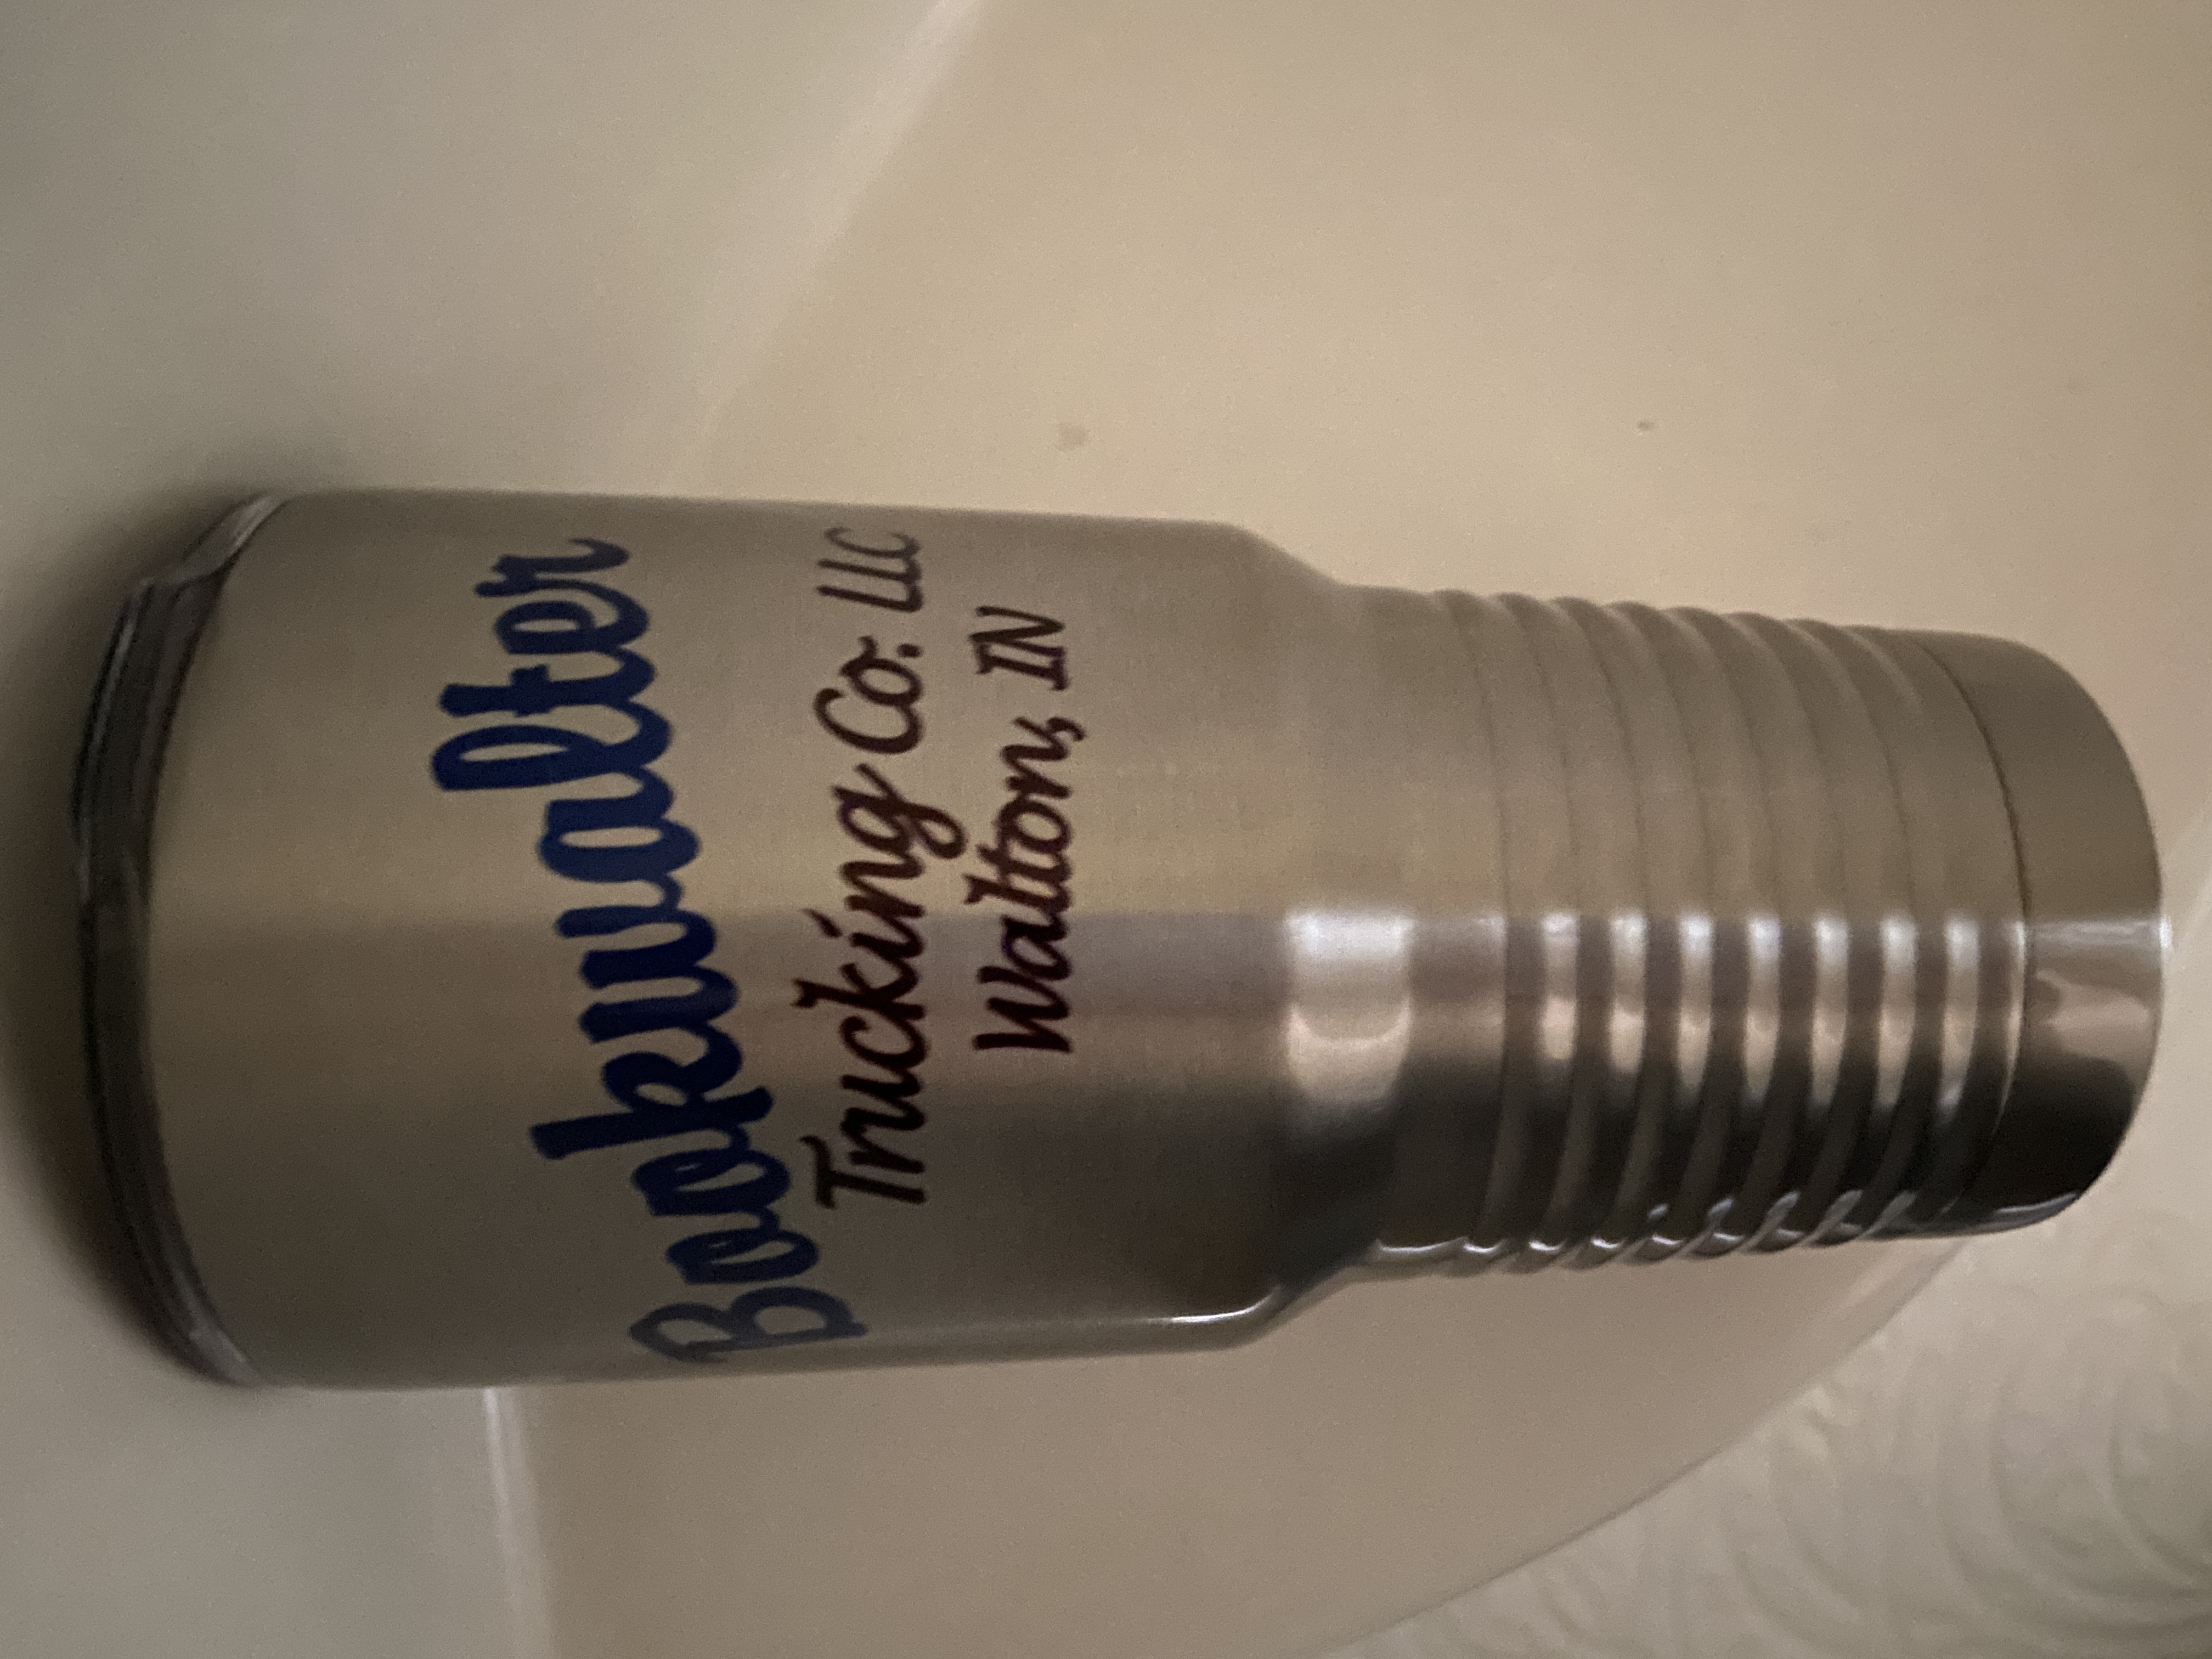 Bookwalter
Trucking Co. LLC
Walton, IN